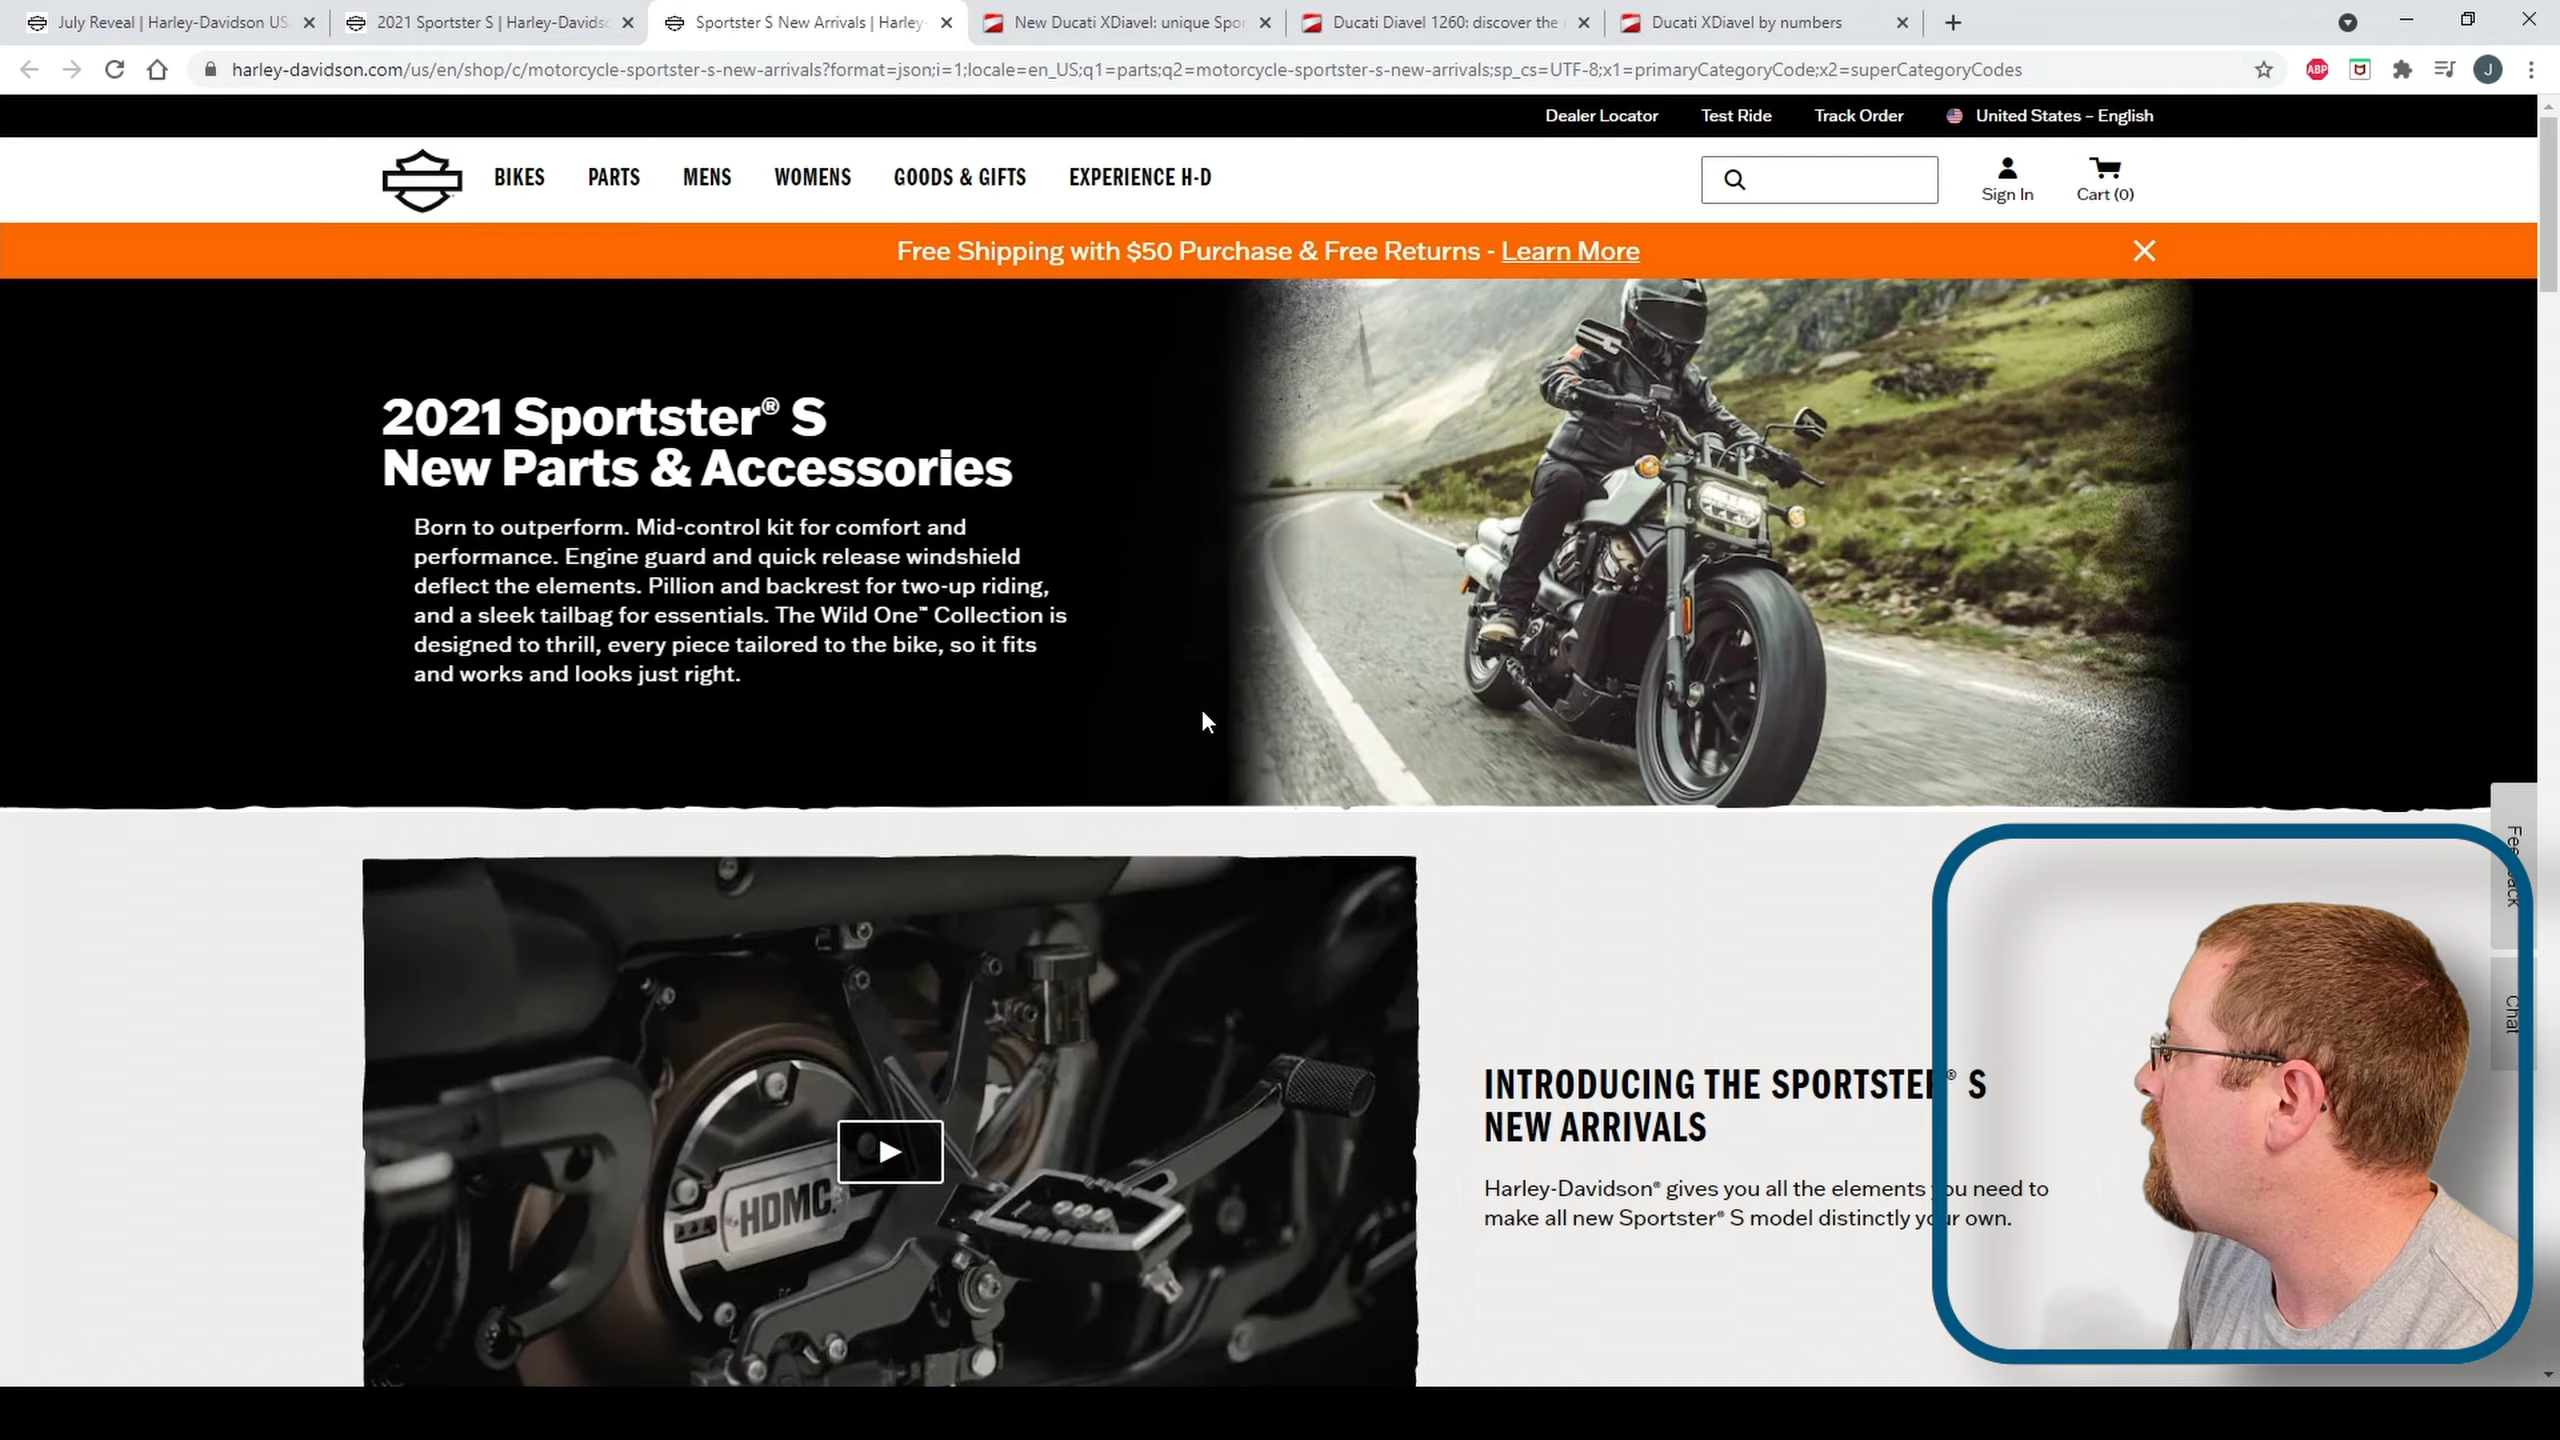 July Reveal | Harley-Davidson US
2021 Sportster S | Harley-Davids
Sportster S New Arrivals | Harley-
New Ducati XDiavel: unique Spor
Ducati Diavel 1260: discover the
Ducati XDiavel by numbers
harley-davidson.com/us/en/shop/c/motorcycle-sportster-s-new-arrivals?format=json;i=1;locale=en_US;q1=parts;q2=motorcycle-sportster-s-new-arrivals;sp_cs=UTF-8;x1=primaryCategoryCode;x2=superCategoryCodes
ABP
J
Dealer Locator
Test Ride
Track Order
United States – English
BIKES
PARTS
MENS
WOMENS
GOODS & GIFTS
EXPERIENCE H-D
Sign In
Cart (0)
Free Shipping with $50 Purchase & Free Returns - Learn More
2021 Sportster® S
New Parts & Accessories
Born to outperform. Mid-control kit for comfort and
performance. Engine guard and quick release windshield
deflect the elements. Pillion and backrest for two-up riding,
and a sleek tailbag for essentials. The Wild One™ Collection is
designed to thrill, every piece tailored to the bike, so it fits
and works and looks just right.
HDMC
INTRODUCING THE SPORTSTER® S
NEW ARRIVALS
Harley-Davidson® gives you all the elements you need to
make all new Sportster® S model distinctly your own.
Feedback
Chat